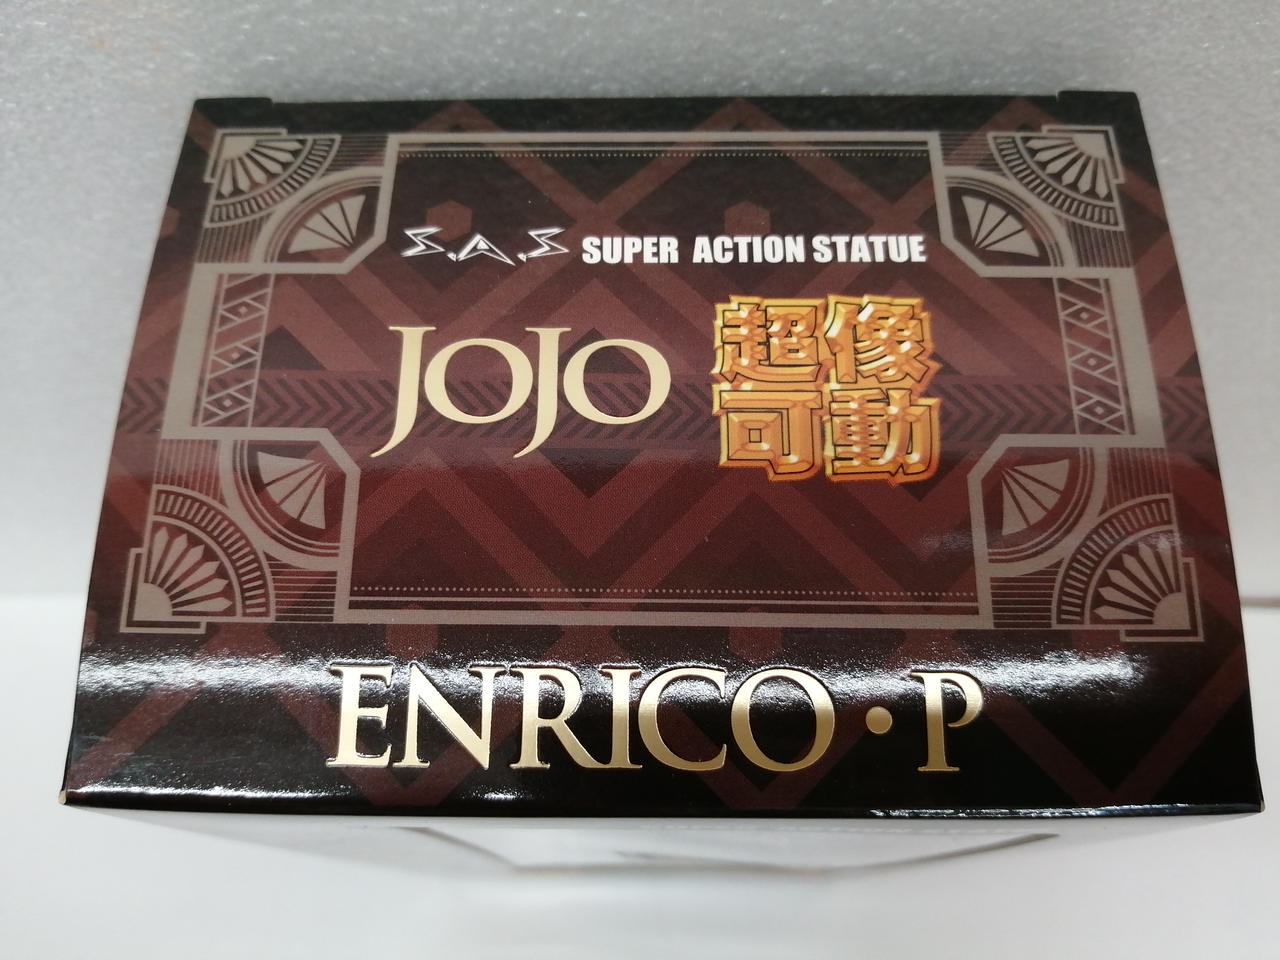 S.A.S SUPER ACTION STATUE
JOJO
超像
可動
ENRICO・P